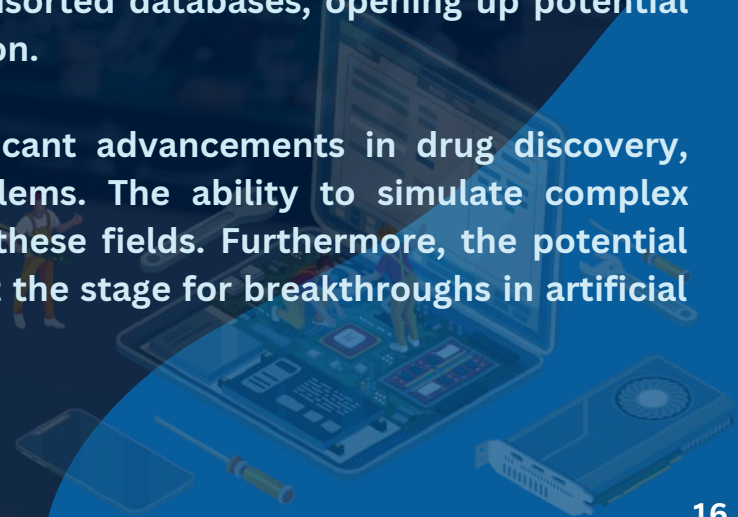 unsorted databases, opening up potential
on.
cant advancements in drug discovery,
lems. The ability to simulate complex
these fields. Furthermore, the potential
t the stage for breakthroughs in artificial
16